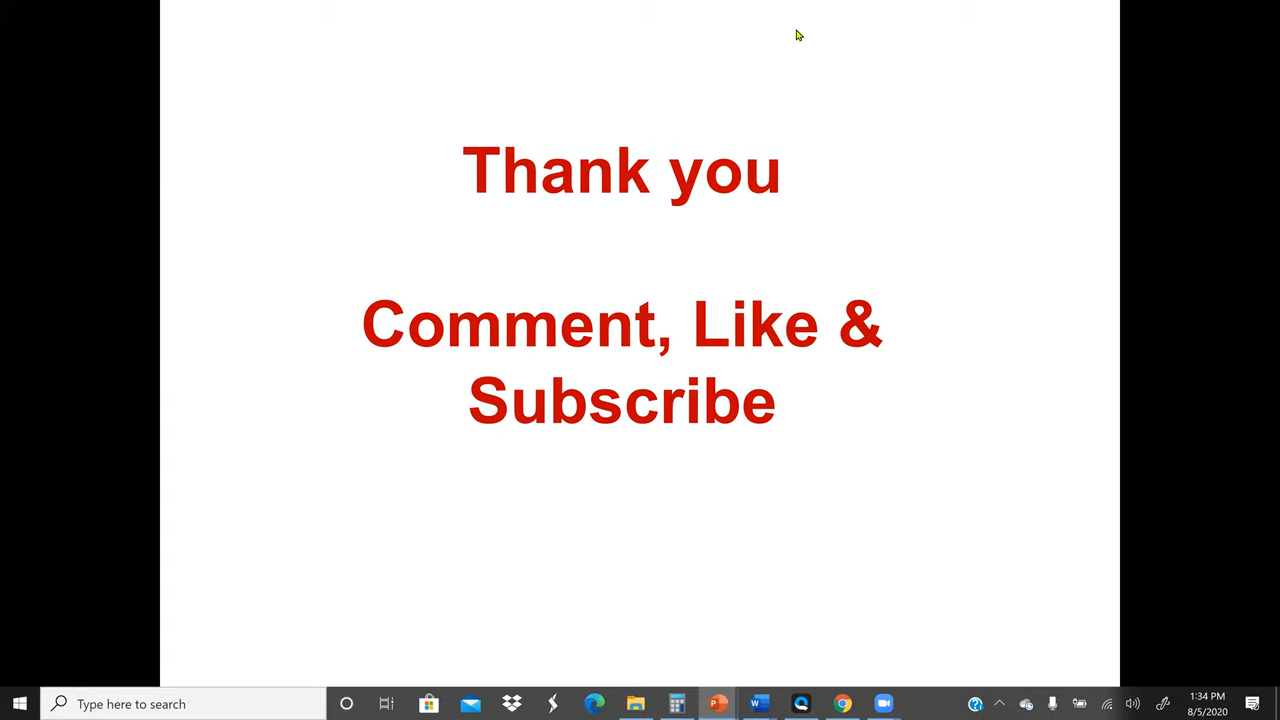 Thank you
Comment, Like &
Subscribe
Type here to search
1:34 PM
8/5/2020